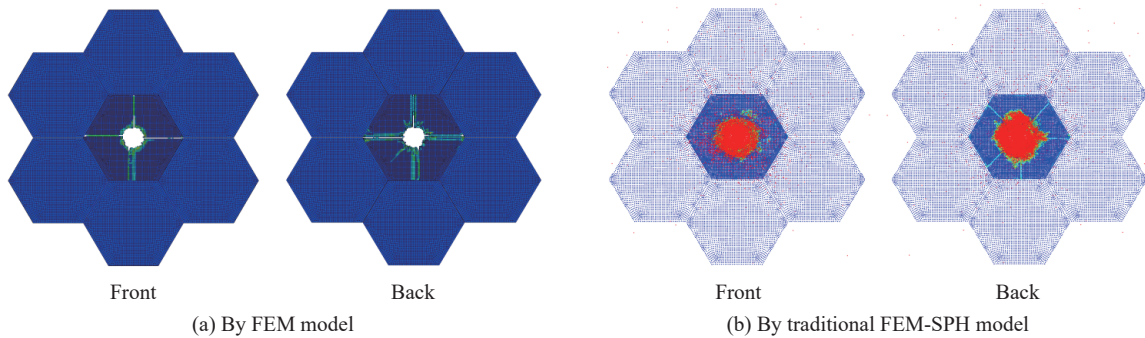 Front
Back
Front
Back
(a) By FEM model
(b) By traditional FEM-SPH model